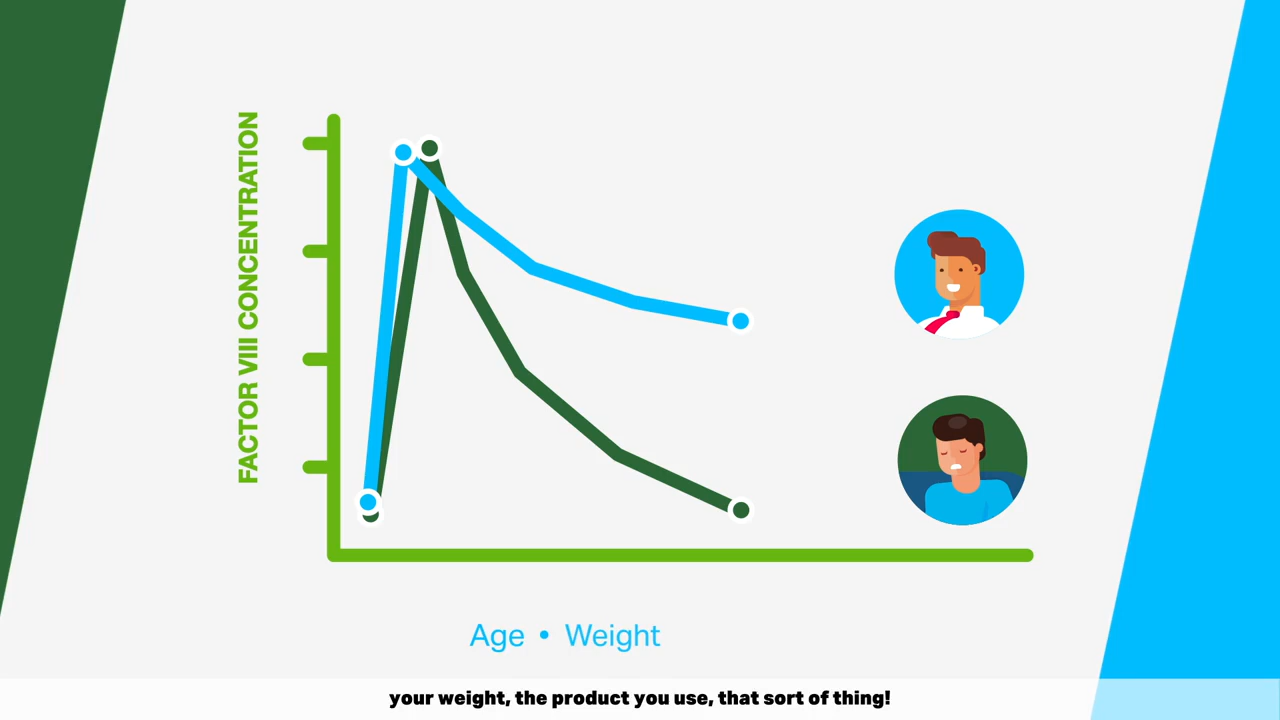 FACTOR VIII CONCENTRATION
Age • Weight
your weight, the product you use, that sort of thing!